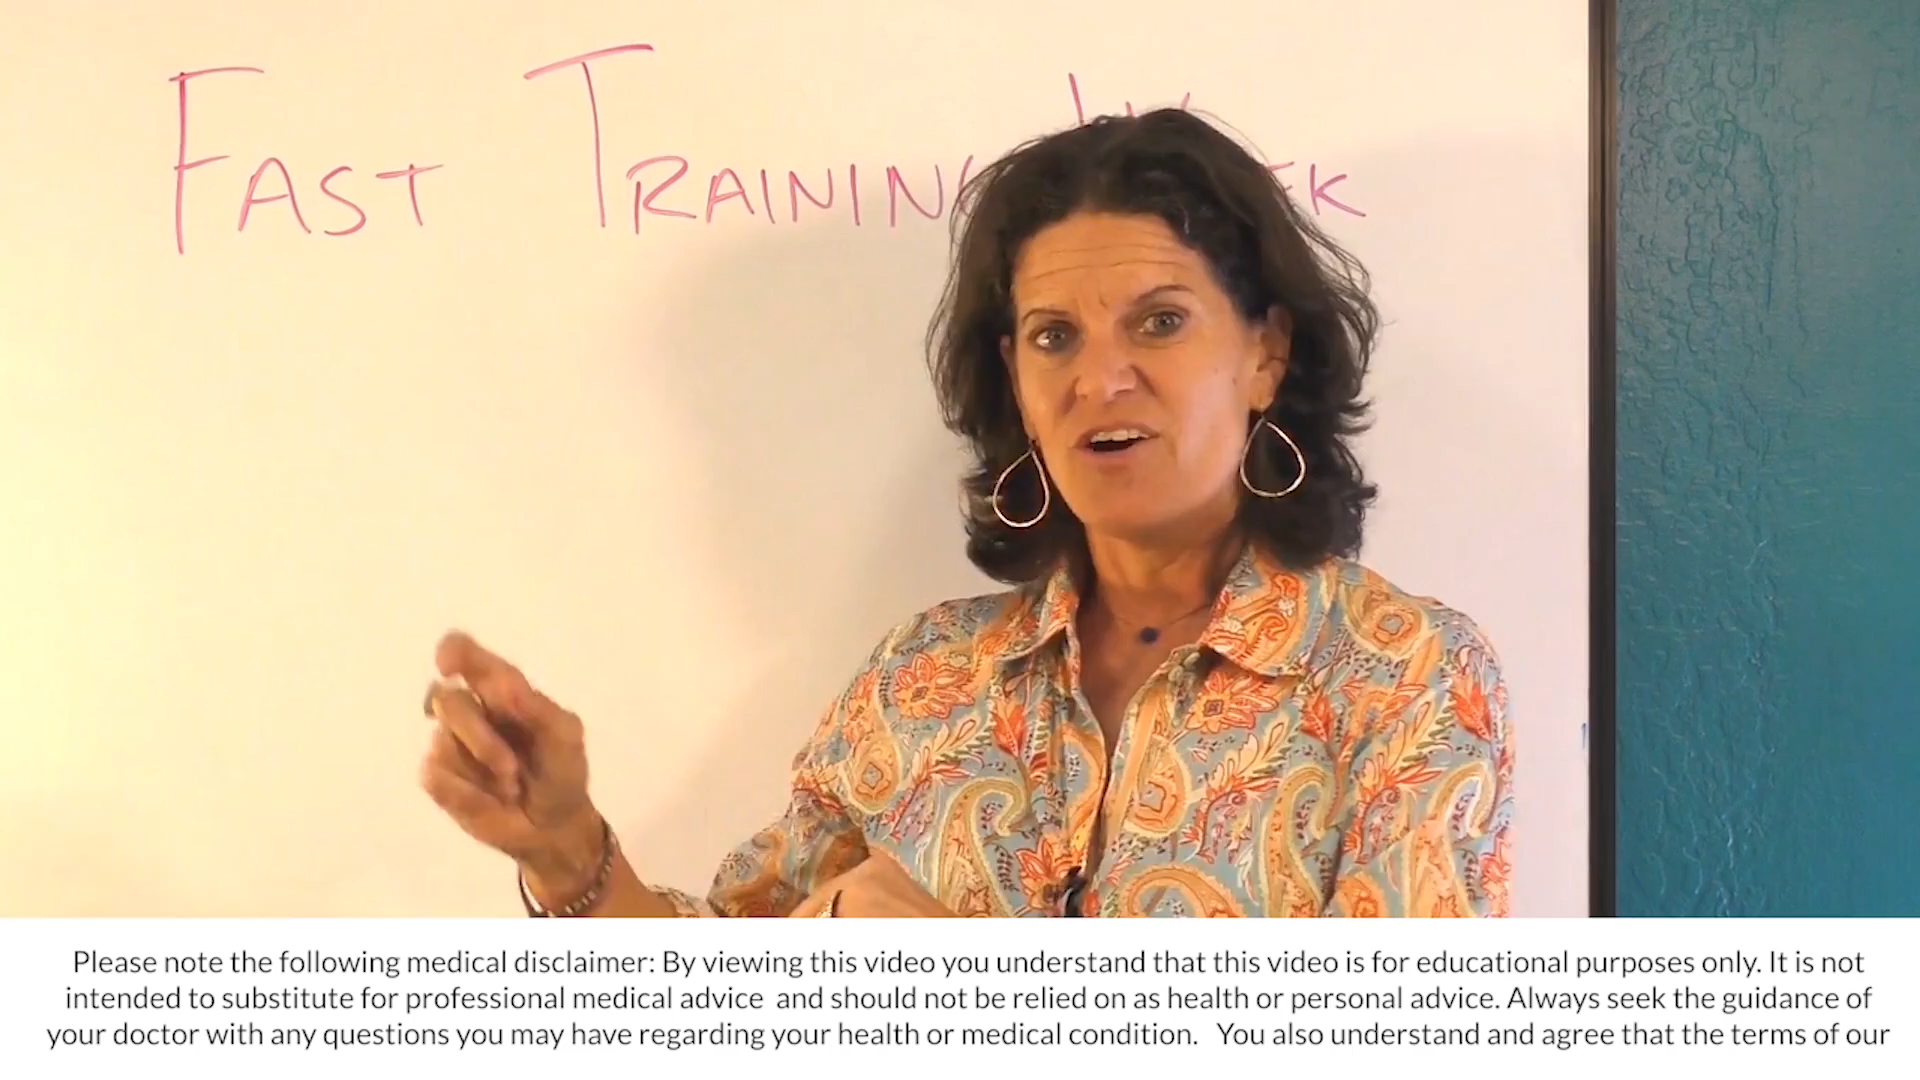 FAST TRAINING
Please note the following medical disclaimer: By viewing this video you understand that this video is for educational purposes only. It is not
intended to substitute for professional medical advice and should not be relied on as health or personal advice. Always seek the guidance of
your doctor with any questions you may have regarding your health or medical condition. You also understand and agree that the terms of our